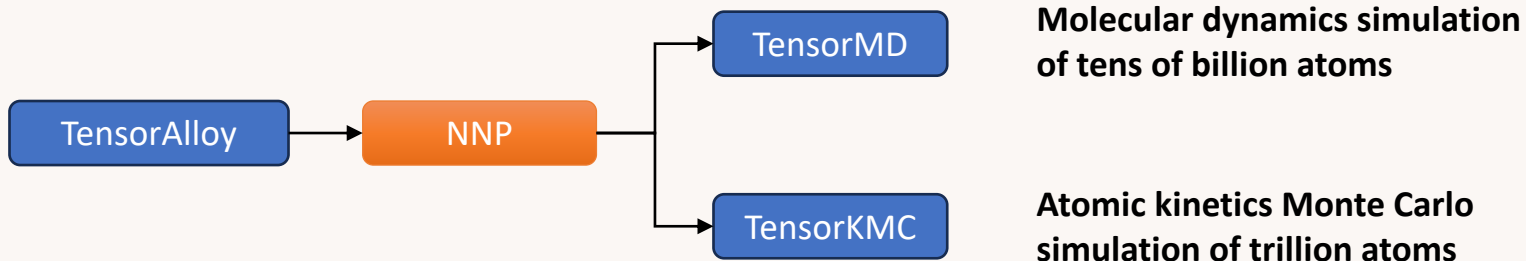 TensorMD
Molecular dynamics simulation
of tens of billion atoms
TensorAlloy
NNP
TensorKMC
Atomic kinetics Monte Carlo
simulation of trillion atoms